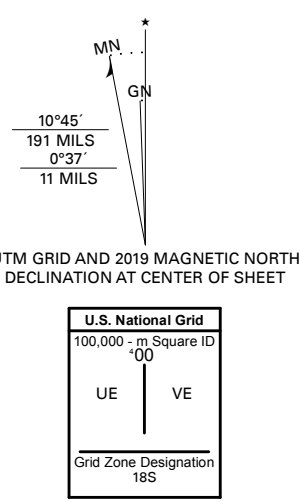 ★
MN
GN
10°45´
191 MILS
0°37´
11 MILS
UTM GRID AND 2019 MAGNETIC NORTH
DECLINATION AT CENTER OF SHEET
U.S. National Grid
100,000 - m Square ID
⁴00
UE VE
Grid Zone Designation
18S